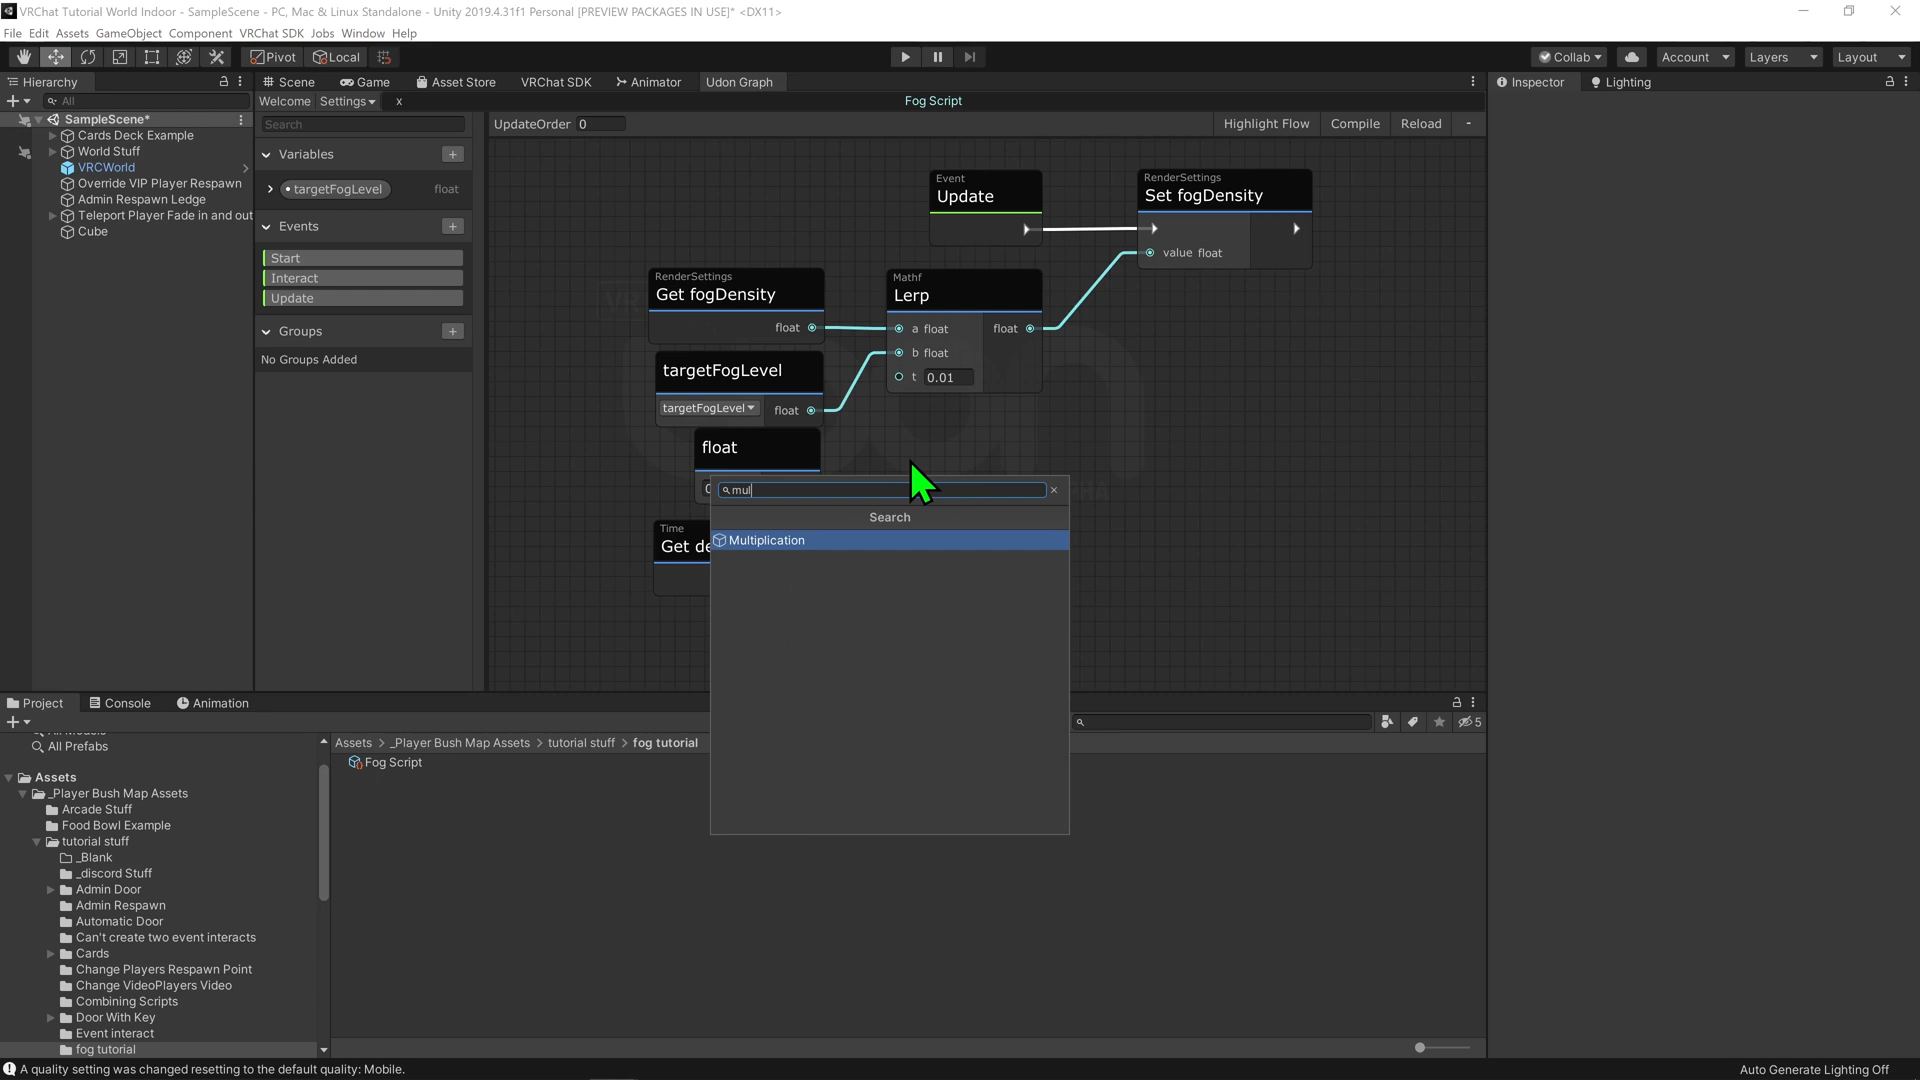 VRChat Tutorial World Indoor - SampleScene - PC, Mac & Linux Standalone - Unity 2019.4.31f1 Personal [PREVIEW PACKAGES IN USE]* <DX11>
File Edit Assets GameObject Component VRChat SDK Jobs Window Help
Pivot Local Collab Account Layers Layout
Hierarchy Scene Game Asset Store VRChat SDK Animator Udon Graph Inspector Lighting
All Welcome Settings x Fog Script
SampleScene*
Cards Deck Example
World Stuff
VRCWorld
Override VIP Player Respawn
Admin Respawn Ledge
Teleport Player Fade in and out
Cube
Search
Variables
targetFogLevel float
Events
Start
Interact
Update
Groups
No Groups Added
UpdateOrder 0 Highlight Flow Compile Reload -
Event
Update
RenderSettings
Set fogDensity
value float
RenderSettings
Get fogDensity
float
Mathf
Lerp
a float float
b float
t 0.01
targetFogLevel
targetFogLevel float
float
Time
mul
Search
Multiplication
Project Console Animation
5
All Prefabs
Assets
_Player Bush Map Assets
Arcade Stuff
Food Bowl Example
tutorial stuff
_Blank
_discord Stuff
Admin Door
Admin Respawn
Automatic Door
Can't create two event interacts
Cards
Change Players Respawn Point
Change VideoPlayers Video
Combining Scripts
Door With Key
Event interact
fog tutorial
Assets > _Player Bush Map Assets > tutorial stuff > fog tutorial
Fog Script
A quality setting was changed resetting to the default quality: Mobile.
Auto Generate Lighting Off